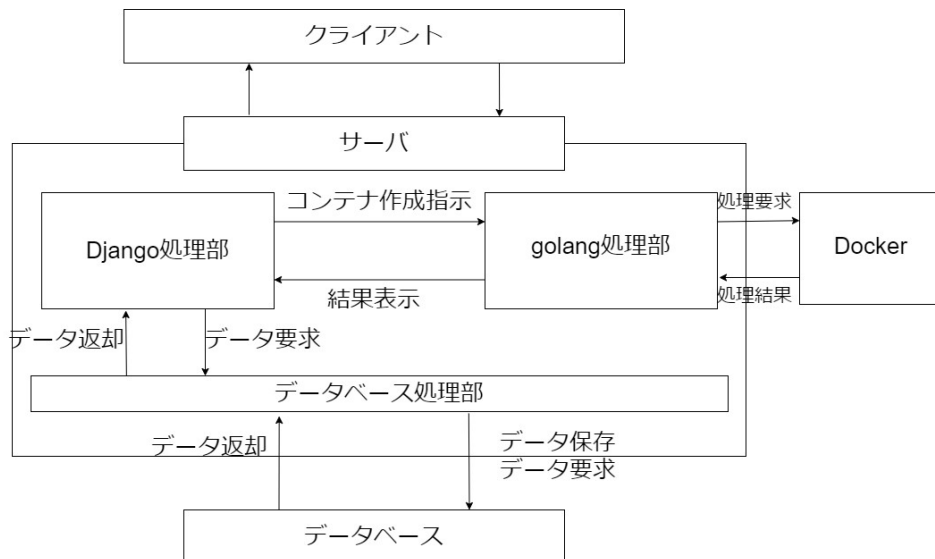 クライアント
サーバ
コンテナ作成指示
処理要求
Django処理部
golang処理部
Docker
結果表示
処理結果
データ返却
データ要求
データベース処理部
データ返却
データ保存
データ要求
データベース